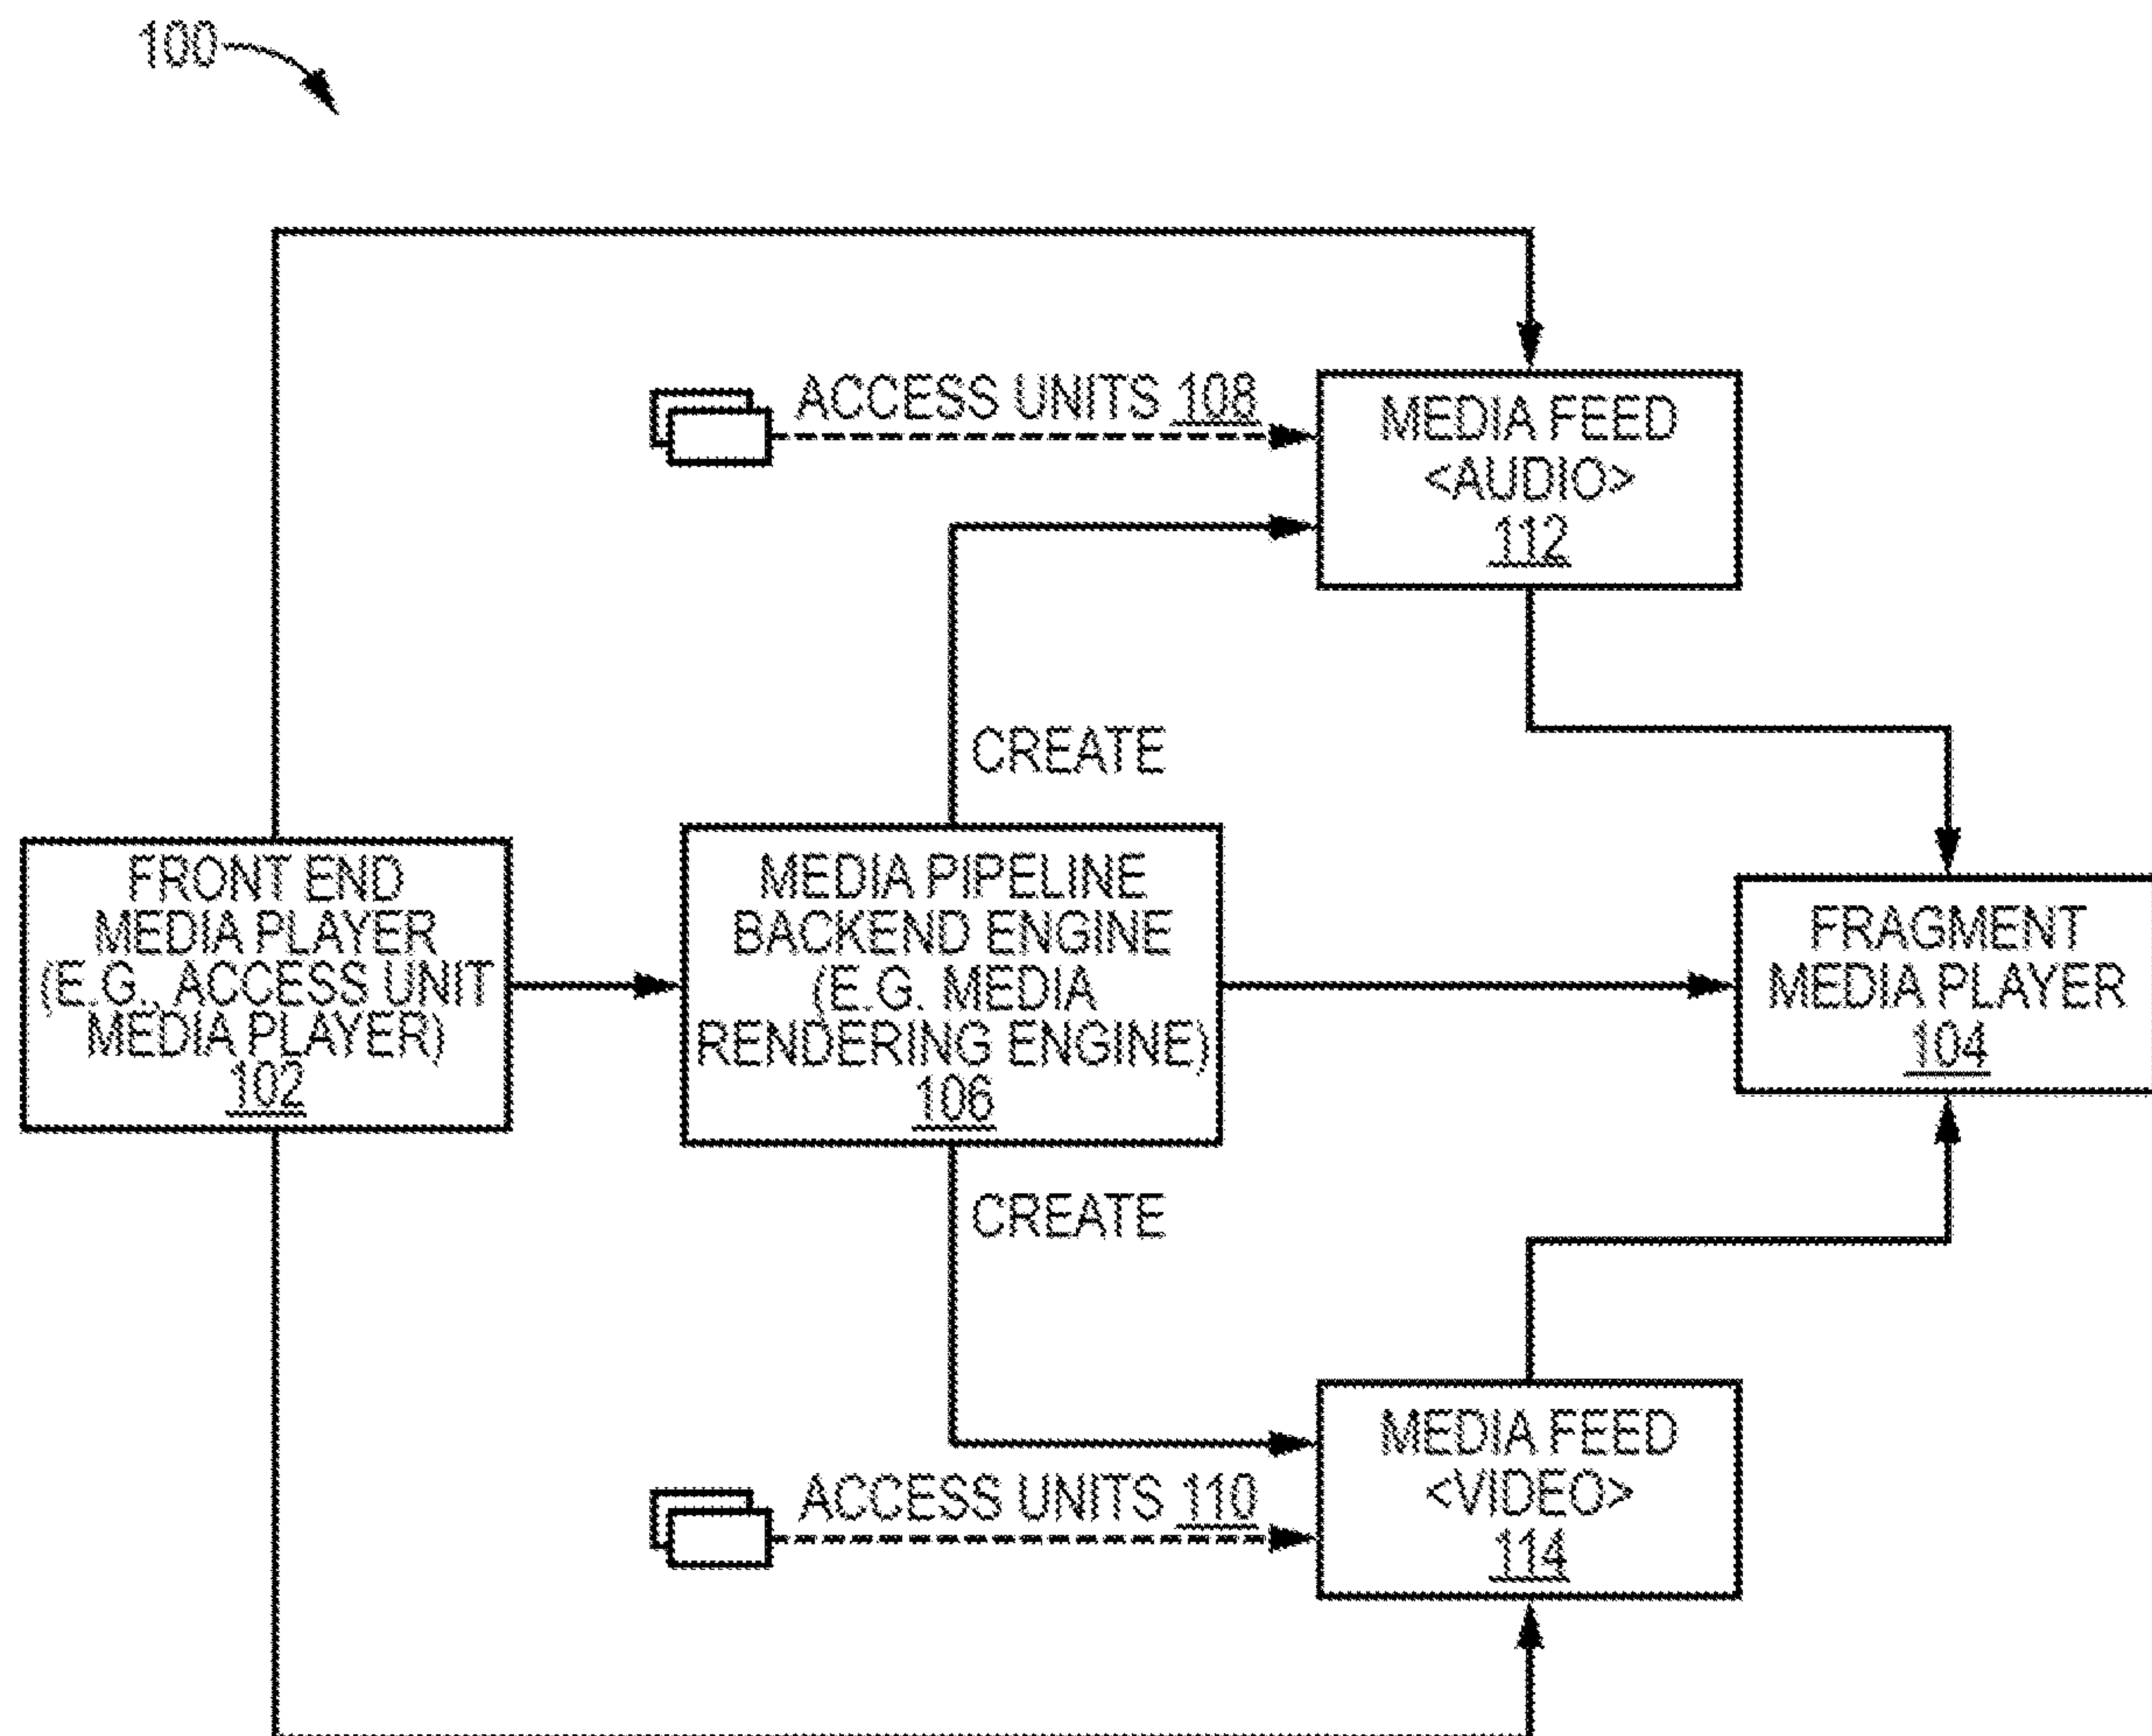 100
ACCESS UNITS 108
MEDIA FEED
<AUDIO>
112
CREATE
FRONT END
MEDIA PLAYER
(E.G., ACCESS UNIT
MEDIA PLAYER)
102
MEDIA PIPELINE
BACKEND ENGINE
(E.G. MEDIA
RENDERING ENGINE)
106
FRAGMENT
MEDIA PLAYER
104
CREATE
ACCESS UNITS 110
MEDIA FEED
<VIDEO>
114